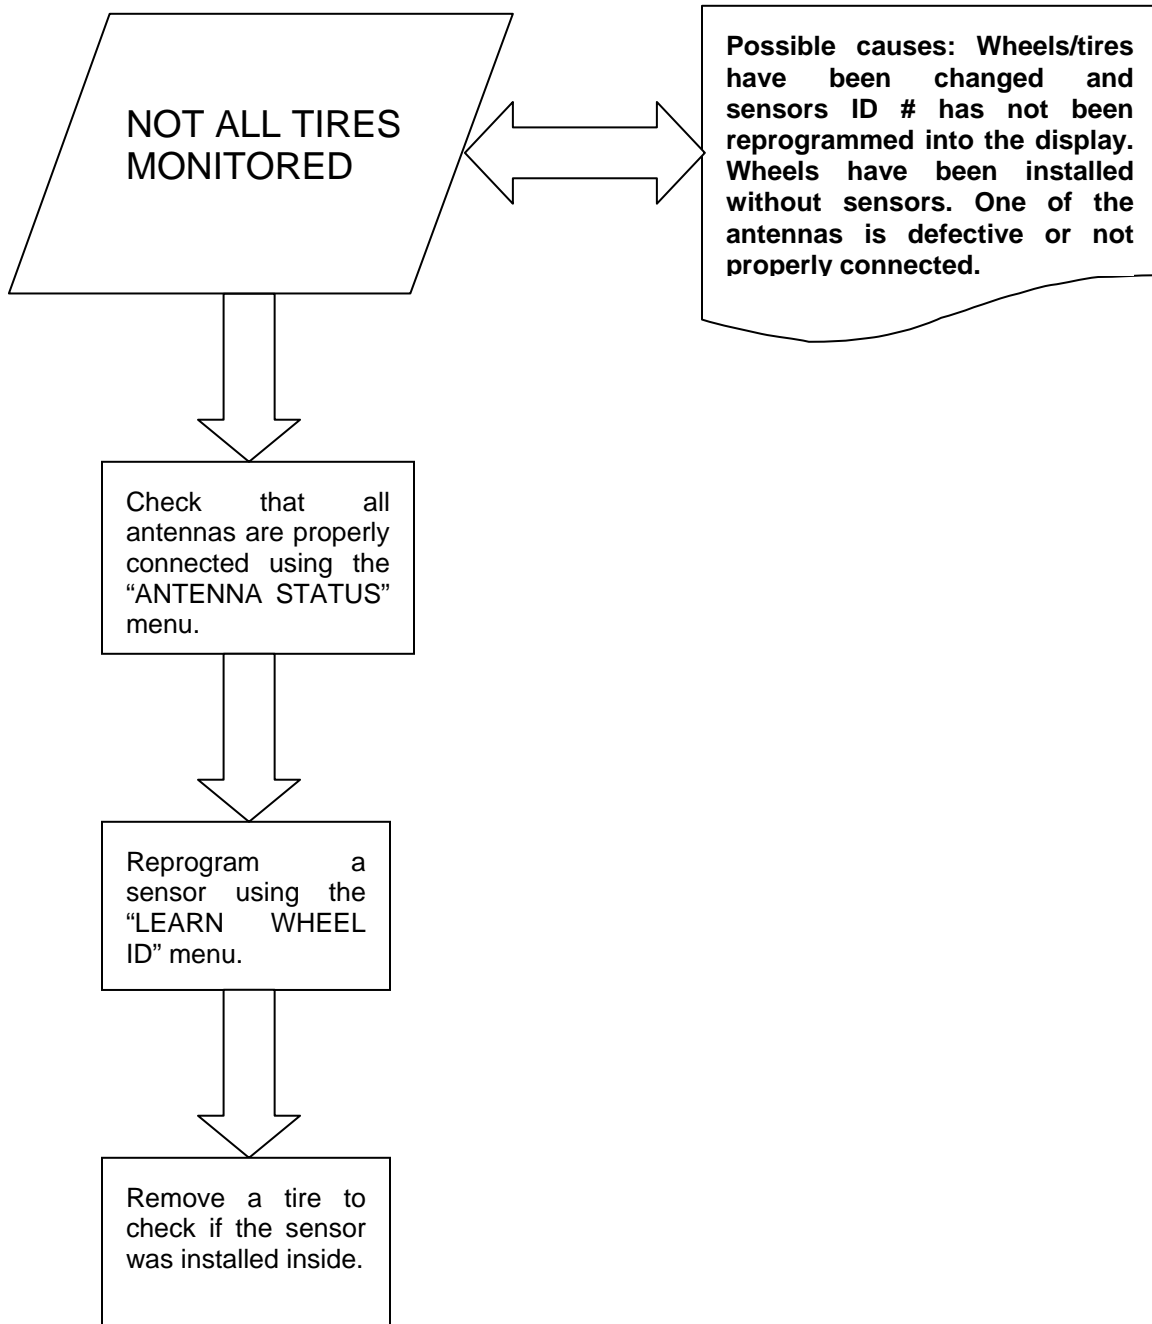 NOT ALL TIRES
MONITORED
Possible causes: Wheels/tires
have been changed and
sensors ID # has not been
reprogrammed into the display.
Wheels have been installed
without sensors. One of the
antennas is defective or not
properly connected.
Check that all
antennas are properly
connected using the
“ANTENNA STATUS”
menu.
Reprogram a
sensor using the
“LEARN WHEEL
ID” menu.
Remove a tire to
check if the sensor
was installed inside.